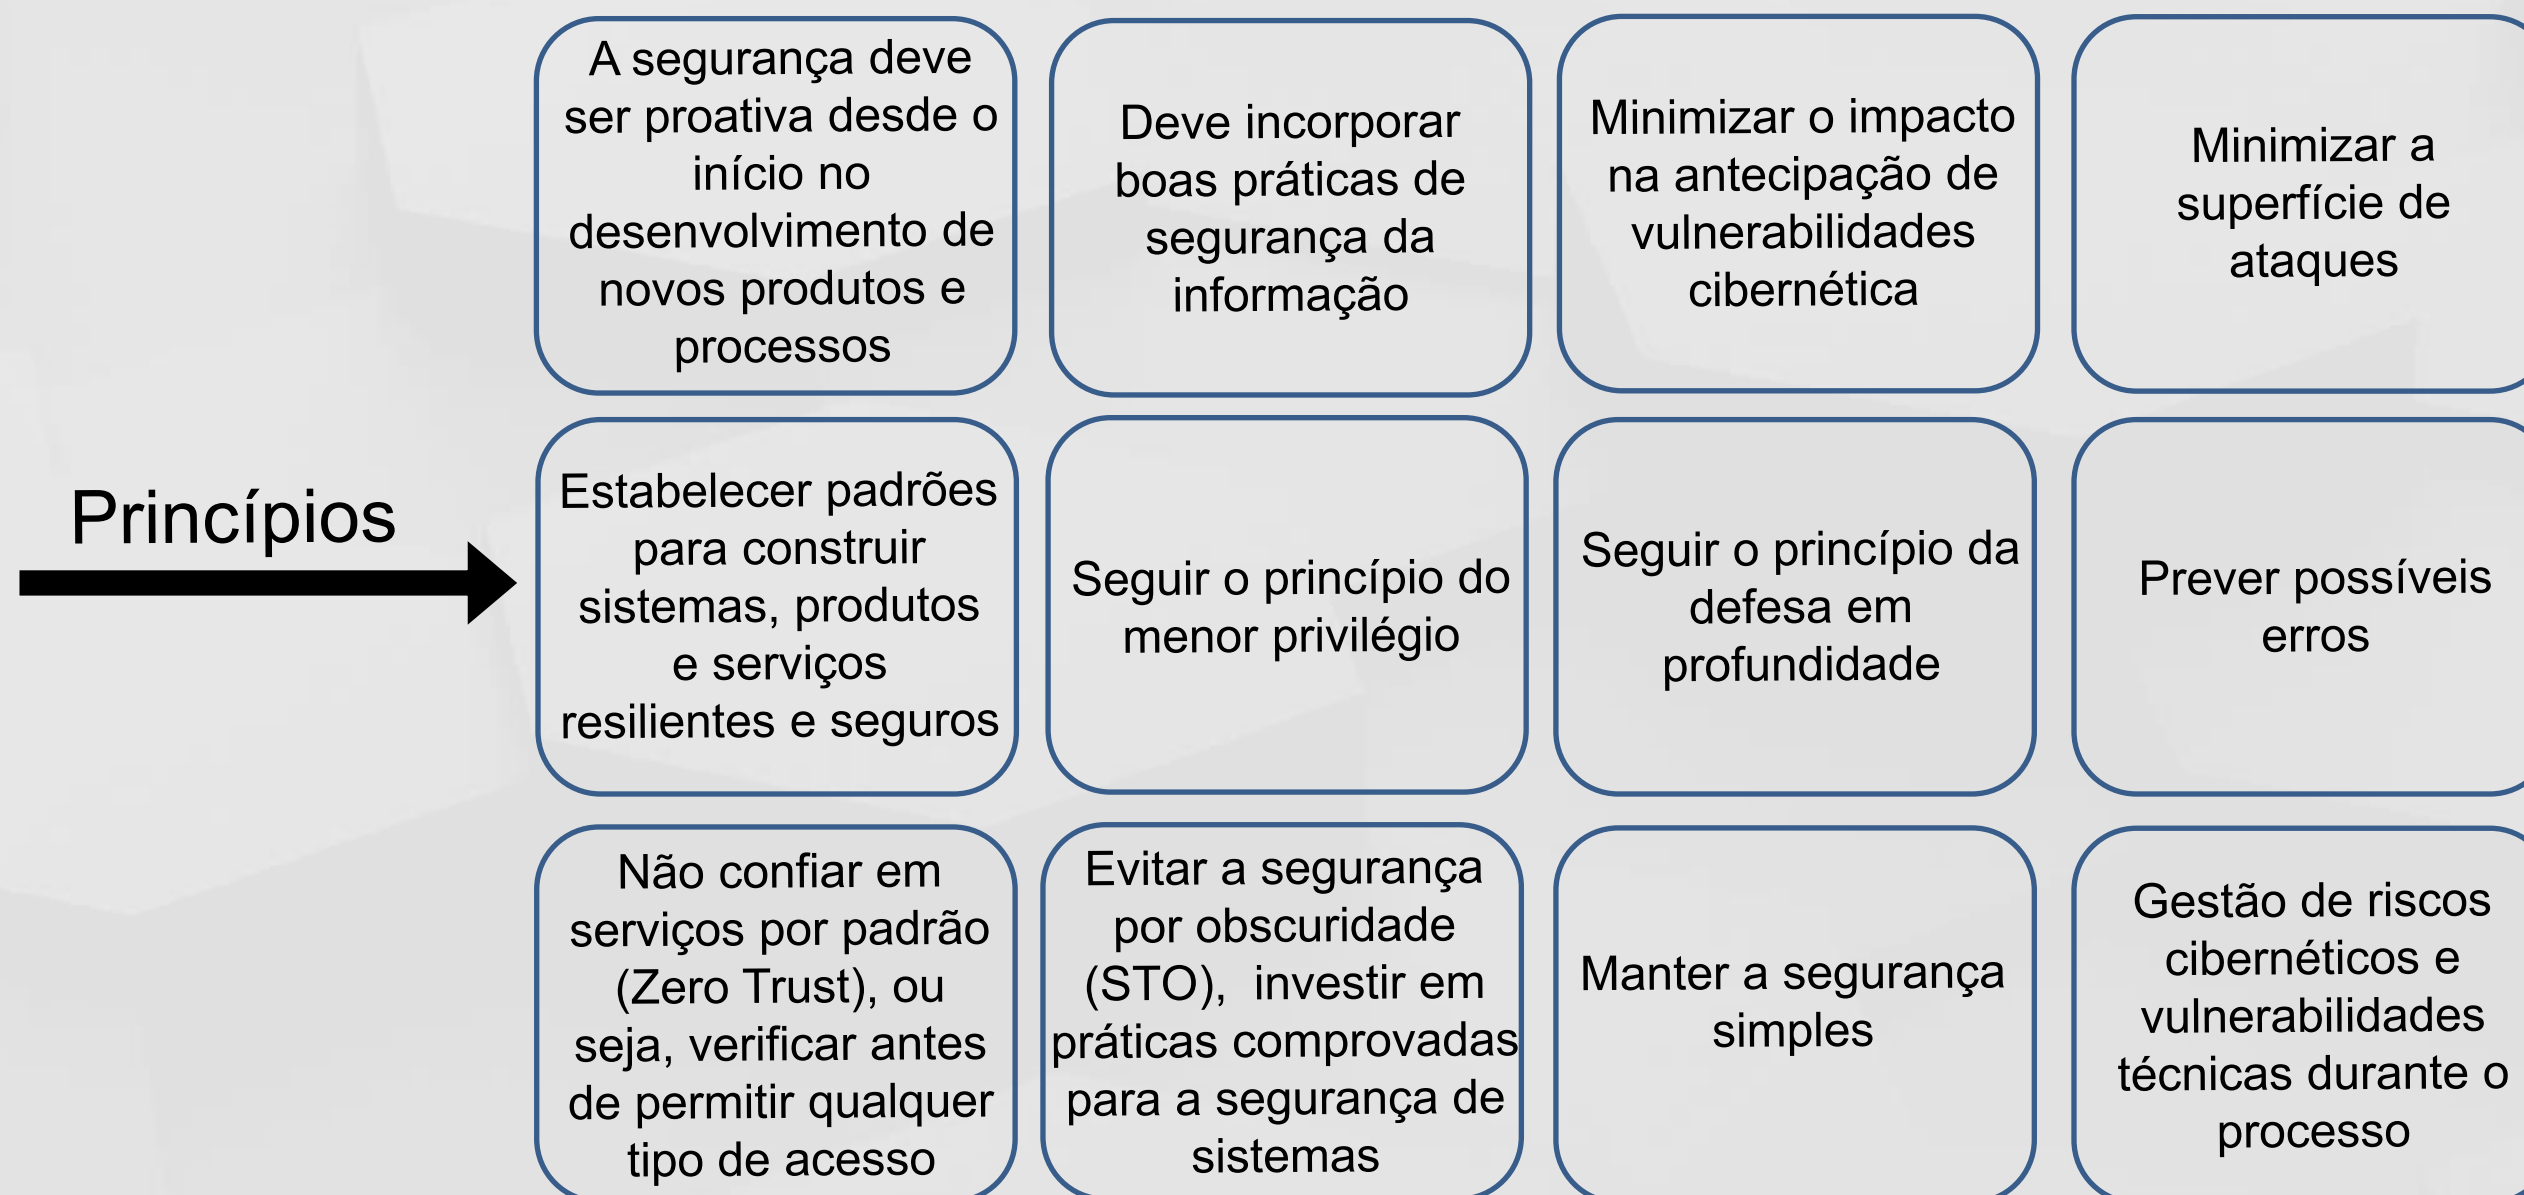 Princípios
A segurança deve
ser proativa desde o
início no
desenvolvimento de
novos produtos e
processos
Deve incorporar
boas práticas de
segurança da
informação
Minimizar o impacto
na antecipação de
vulnerabilidades
cibernética
Minimizar a
superfície de
ataques
Estabelecer padrões
para construir
sistemas, produtos
e serviços
resilientes e seguros
Seguir o princípio do
menor privilégio
Seguir o princípio da
defesa em
profundidade
Prever possíveis
erros
Não confiar em
serviços por padrão
(Zero Trust), ou
seja, verificar antes
de permitir qualquer
tipo de acesso
Evitar a segurança
por obscuridade
(STO),  investir em
práticas comprovadas
para a segurança de
sistemas
Manter a segurança
simples
Gestão de riscos
cibernéticos e
vulnerabilidades
técnicas durante o
processo